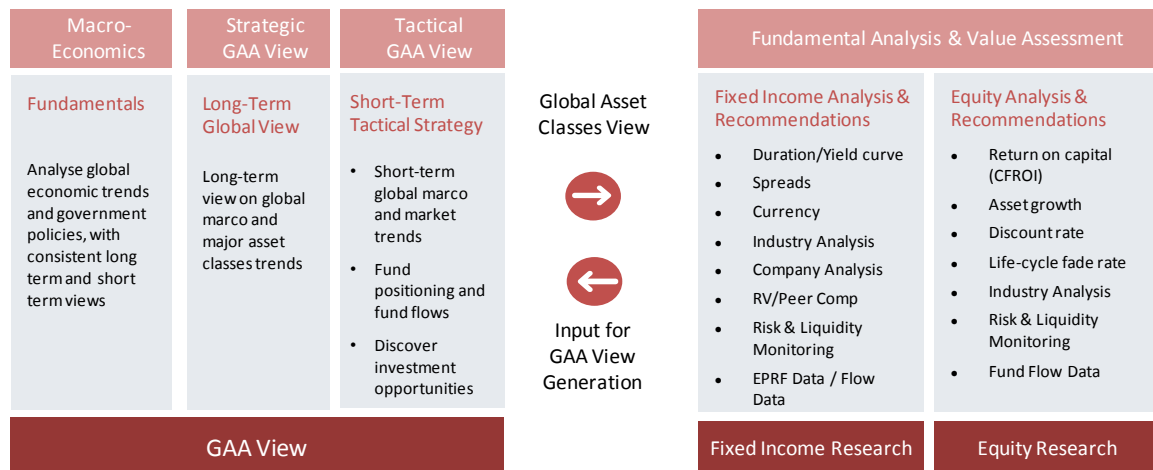 Macro-
Economics
Fundamentals
Analyse global
economic trends
and government
policies, with
consistent long
term and short
term views
Strategic
GAA View
Long-Term
Global View
Long-term
view on global
marco and
major asset
classes trends
Tactical
GAA View
Short-Term
Tactical Strategy
• Short-term
global marco
and market
trends
• Fund
positioning and
fund flows
• Discover
investment
opportunities
GAA View
Global Asset
Classes View
Input for
GAA View
Generation
Fundamental Analysis & Value Assessment
Fixed Income Analysis &
Recommendations
• Duration/Yield curve
• Spreads
• Currency
• Industry Analysis
• Company Analysis
• RV/Peer Comp
• Risk & Liquidity
Monitoring
• EPRF Data / Flow
Data
Fixed Income Research
Equity Analysis &
Recommendations
• Return on capital
(CFROI)
• Asset growth
• Discount rate
• Life-cycle fade rate
• Industry Analysis
• Risk & Liquidity
Monitoring
• Fund Flow Data
Equity Research